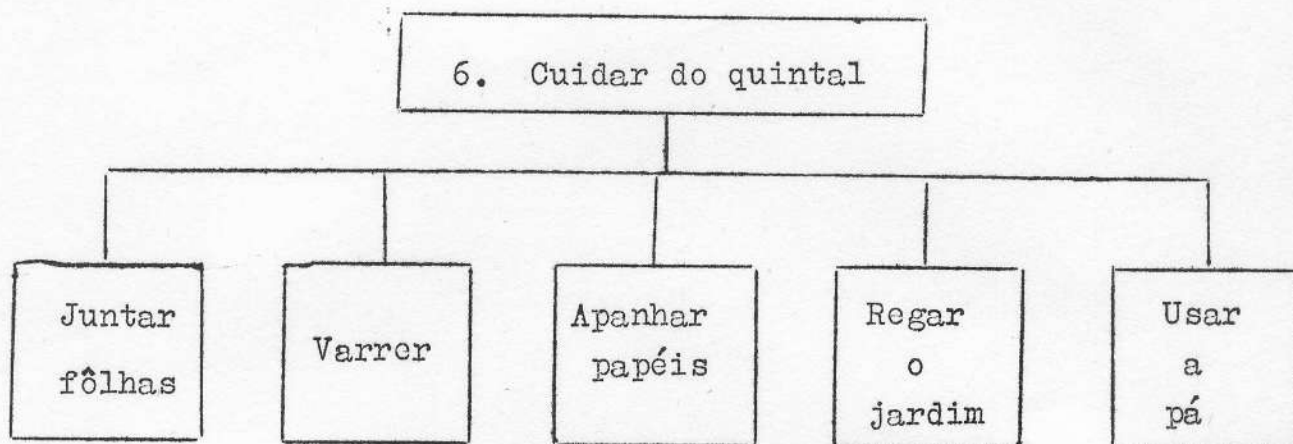 6. Cuidar do quintal
Juntar
fôlhas
Varrer
Apanhar
papéis
Regar
o
jardim
Usar
a
pá